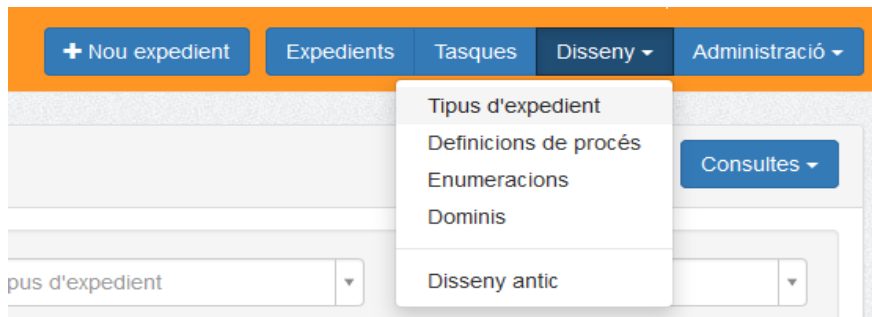 + Nou expedient Expedients Tasques Disseny Administració
Tipus d'expedient
Definicions de procés
Consultes
Enumeracions
Dominis
pus d'expedient
Disseny antic